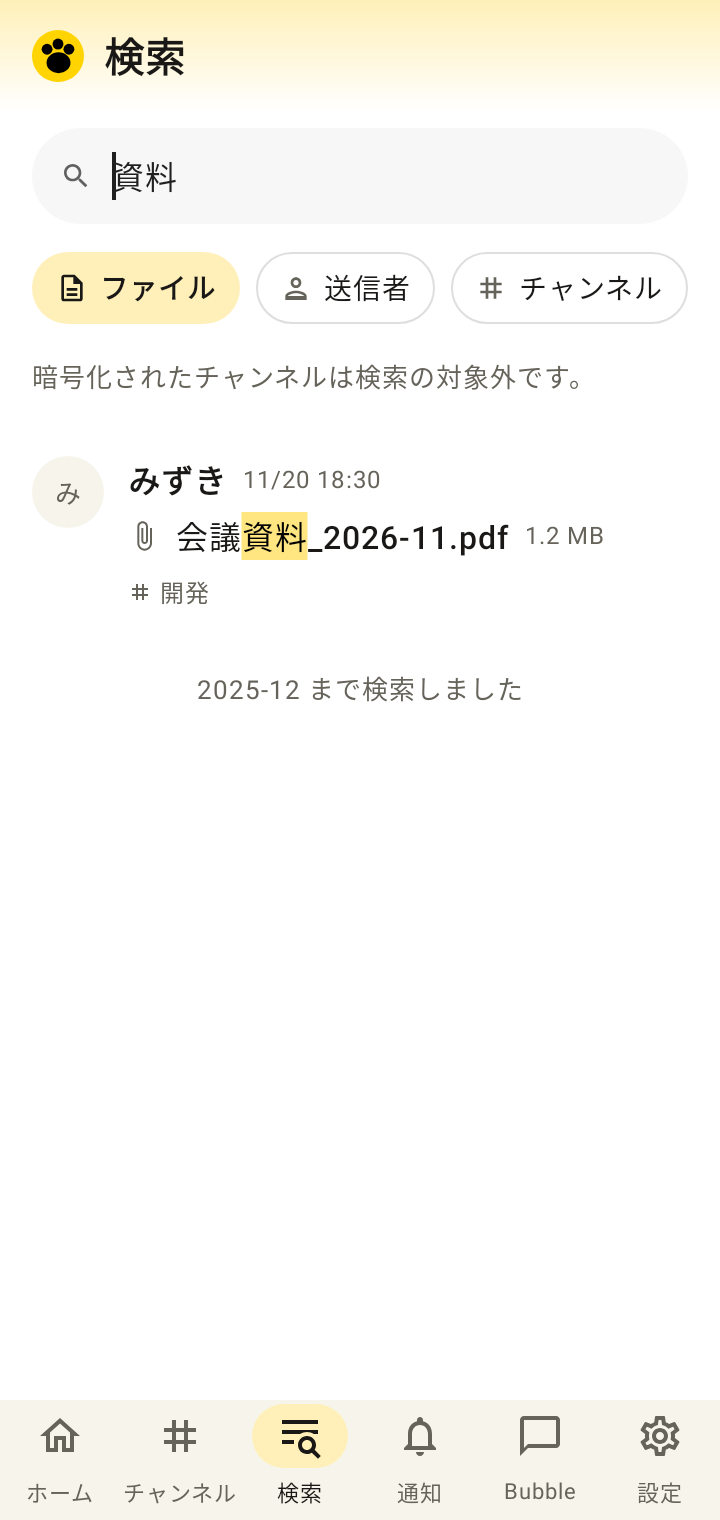 検索
資料
ファイル 送信者 チャンネル
暗号化されたチャンネルは検索の対象外です。
み
みずき 11/20 18:30
会議資料_2026-11.pdf 1.2 MB
# 開発
2025-12 まで検索しました
ホーム チャンネル 検索 通知 Bubble 設定